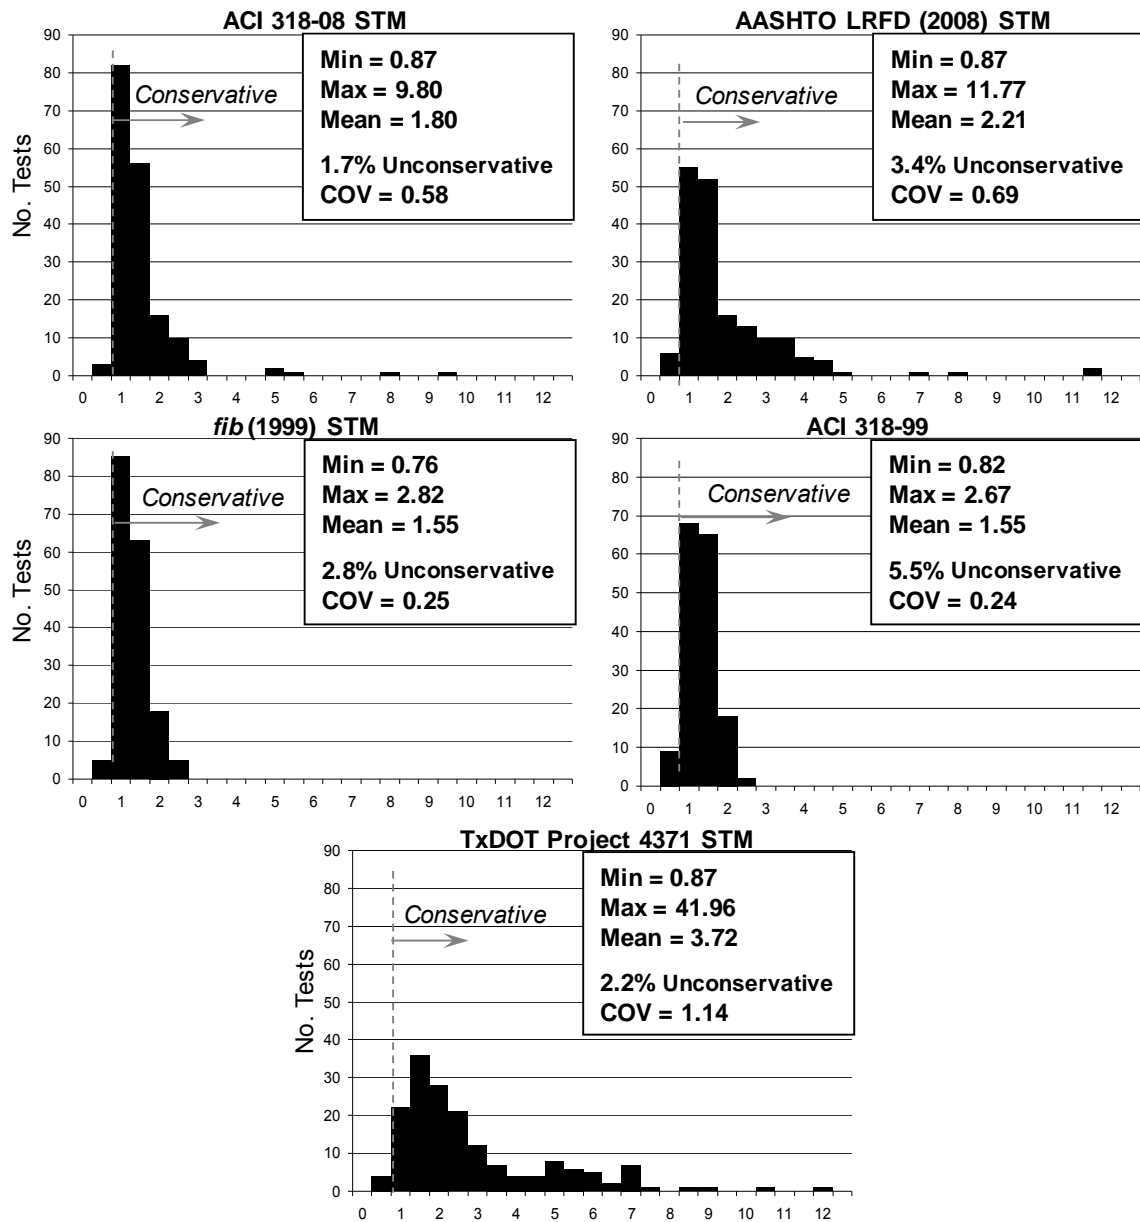 ACI 318-08 STM
90
80
70
60
50
40
30
20
10
0
No. Tests
Conservative
Min = 0.87
Max = 9.80
Mean = 1.80
1.7% Unconservative
COV = 0.58
0 1 2 3 4 5 6 7 8 9 10 11 12
AASHTO LRFD (2008) STM
90
80
70
60
50
40
30
20
10
0
Conservative
Min = 0.87
Max = 11.77
Mean = 2.21
3.4% Unconservative
COV = 0.69
0 1 2 3 4 5 6 7 8 9 10 11 12
fib (1999) STM
90
80
70
60
50
40
30
20
10
0
No. Tests
Conservative
Min = 0.76
Max = 2.82
Mean = 1.55
2.8% Unconservative
COV = 0.25
0 1 2 3 4 5 6 7 8 9 10 11 12
ACI 318-99
90
80
70
60
50
40
30
20
10
0
Conservative
Min = 0.82
Max = 2.67
Mean = 1.55
5.5% Unconservative
COV = 0.24
0 1 2 3 4 5 6 7 8 9 10 11 12
TxDOT Project 4371 STM
90
80
70
60
50
40
30
20
10
0
No. Tests
Conservative
Min = 0.87
Max = 41.96
Mean = 3.72
2.2% Unconservative
COV = 1.14
0 1 2 3 4 5 6 7 8 9 10 11 12